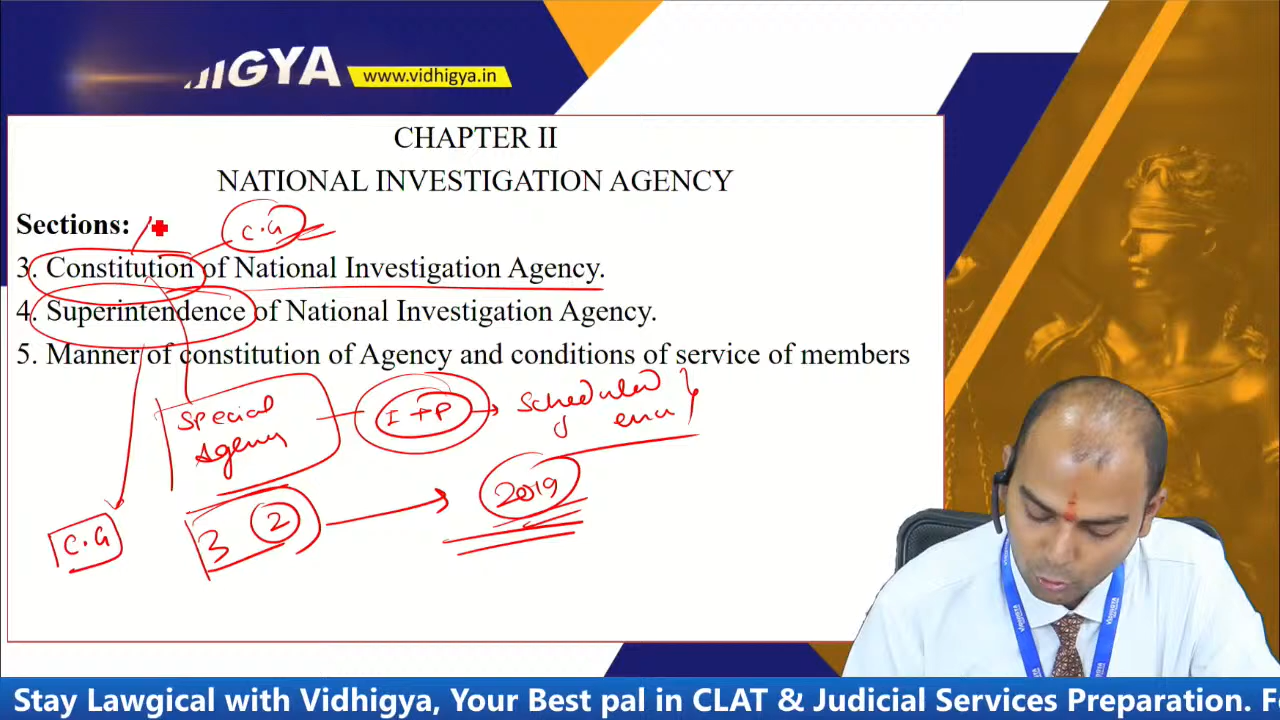 HIGYA
www.vidhigya.in
CHAPTER II
NATIONAL INVESTIGATION AGENCY
Sections:
C.G
3. Constitution of National Investigation Agency.
4. Superintendence of National Investigation Agency.
5. Manner of constitution of Agency and conditions of service of members
Special Agency
I + P
Scheduled
2019
C.G
3 2
Stay Lawgical with Vidhigya, Your Best pal in CLAT & Judicial Services Preparation. F